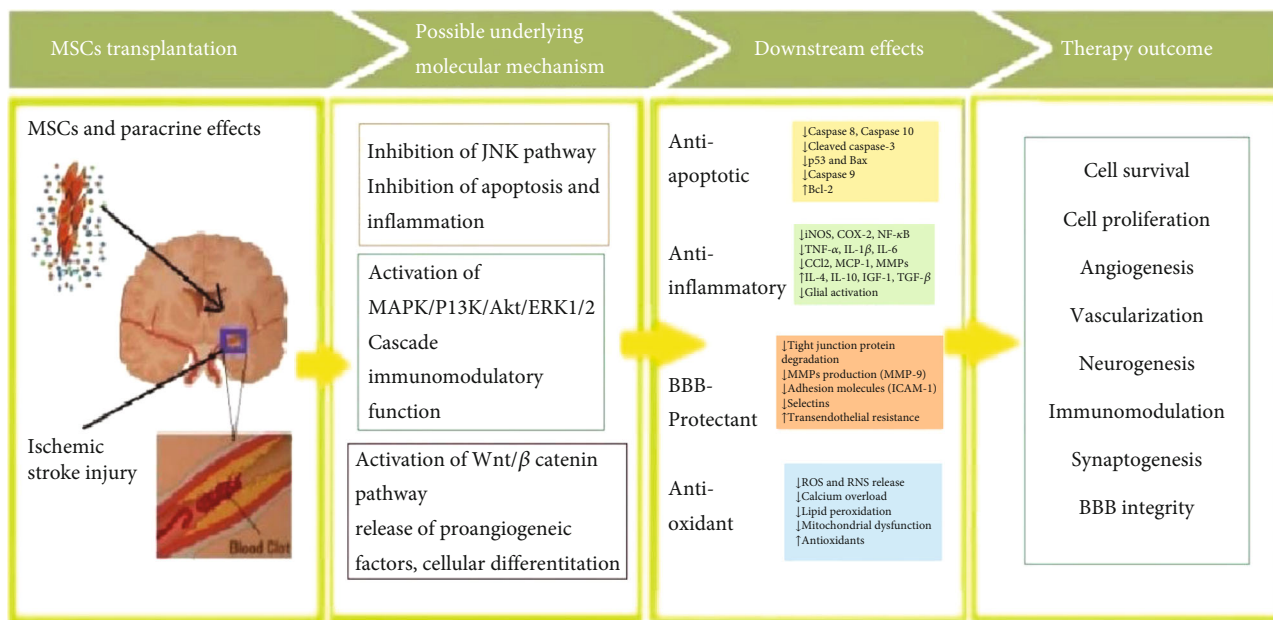 MSCs transplantation
Possible underlying
molecular mechanism
Downstream effects
Therapy outcome
MSCs and paracrine effects
Ischemic
stroke injury
Blood Clot
Inhibition of JNK pathway
Inhibition of apoptosis and
inflammation
Activation of
MAPK/P13K/Akt/ERK1/2
Cascade
immunomodulatory
function
Activation of Wnt/β catenin
pathway
release of proangiogeneic
factors, cellular differentitation
Anti-
apoptotic
↓Caspase 8, Caspase 10
↓Cleaved caspase-3
↓p53 and Bax
↓Caspase 9
↑Bcl-2
Anti-
inflammatory
↓iNOS, COX-2, NF-κB
↓TNF-α, IL-1β, IL-6
↓CCl2, MCP-1, MMPs
↑IL-4, IL-10, IGF-1, TGF-β
↓Glial activation
BBB-
Protectant
↓Tight junction protein
degradation
↓MMPs production (MMP-9)
↓Adhesion molecules (ICAM-1)
↓Selectins
↑Transendothelial resistance
Anti-
oxidant
↓ROS and RNS release
↓Calcium overload
↓Lipid peroxidation
↓Mitochondrial dysfunction
↑Antioxidants
Cell survival
Cell proliferation
Angiogenesis
Vascularization
Neurogenesis
Immunomodulation
Synaptogenesis
BBB integrity